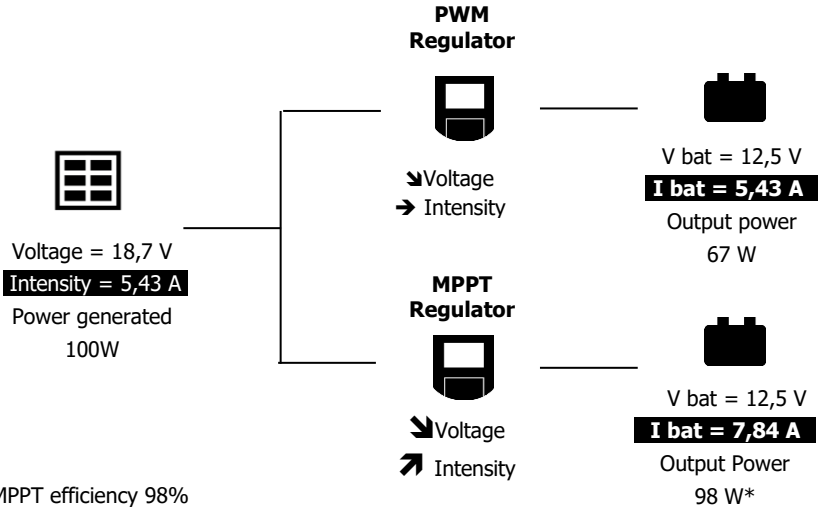 PWM
Regulator
Voltage = 18,7 V
Intensity = 5,43 A
Power generated
100W
↘Voltage
→ Intensity
V bat = 12,5 V
I bat = 5,43 A
Output power
67 W
MPPT
Regulator
↘Voltage
↗ Intensity
V bat = 12,5 V
I bat = 7,84 A
Output Power
98 W*
MPPT efficiency 98%